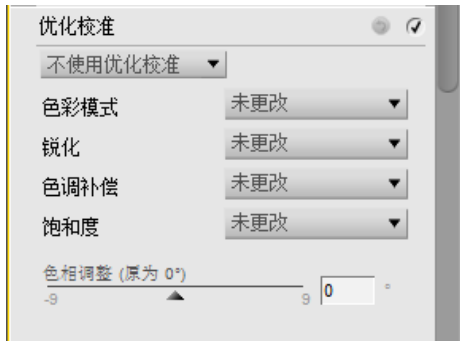 优化校准
不使用优化校准
色彩模式 未更改
锐化 未更改
色调补偿 未更改
饱和度 未更改
色相调整 (原为 0°)
-9 9 0 °